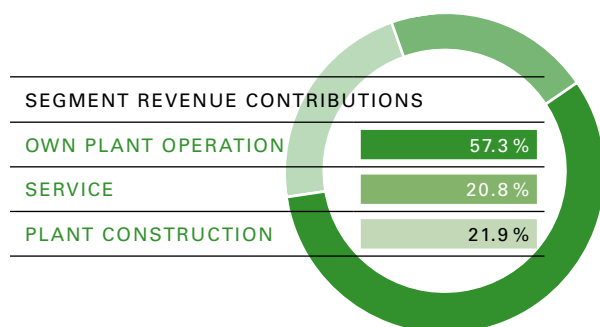 SEGMENT REVENUE CONTRIBUTIONS
OWN PLANT OPERATION 57.3 %
SERVICE 20.8 %
PLANT CONSTRUCTION 21.9 %